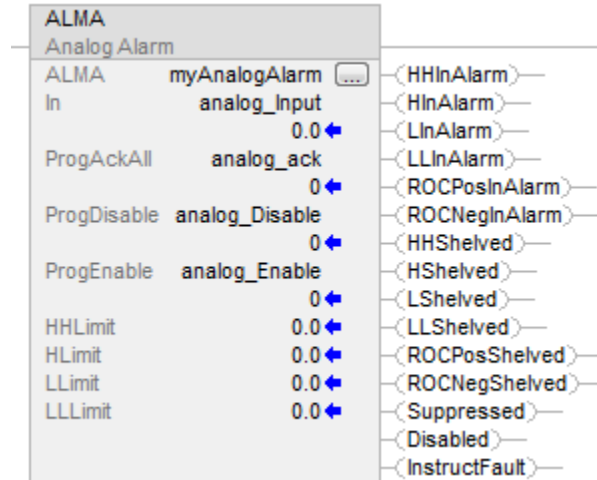 ALMA
Analog Alarm
ALMA myAnalogAlarm ... HHInAlarm
In analog_Input HInAlarm
0.0 LInAlarm
ProgAckAll analog_ack LLInAlarm
0 ROCPosInAlarm
ProgDisable analog_Disable ROCNegInAlarm
0 HHShelved
ProgEnable analog_Enable HShelved
0 LShelved
HHLimit 0.0 LLShelved
HLimit 0.0 ROCPosShelved
LLimit 0.0 ROCNegShelved
LLLimit 0.0 Suppressed
Disabled
InstructFault